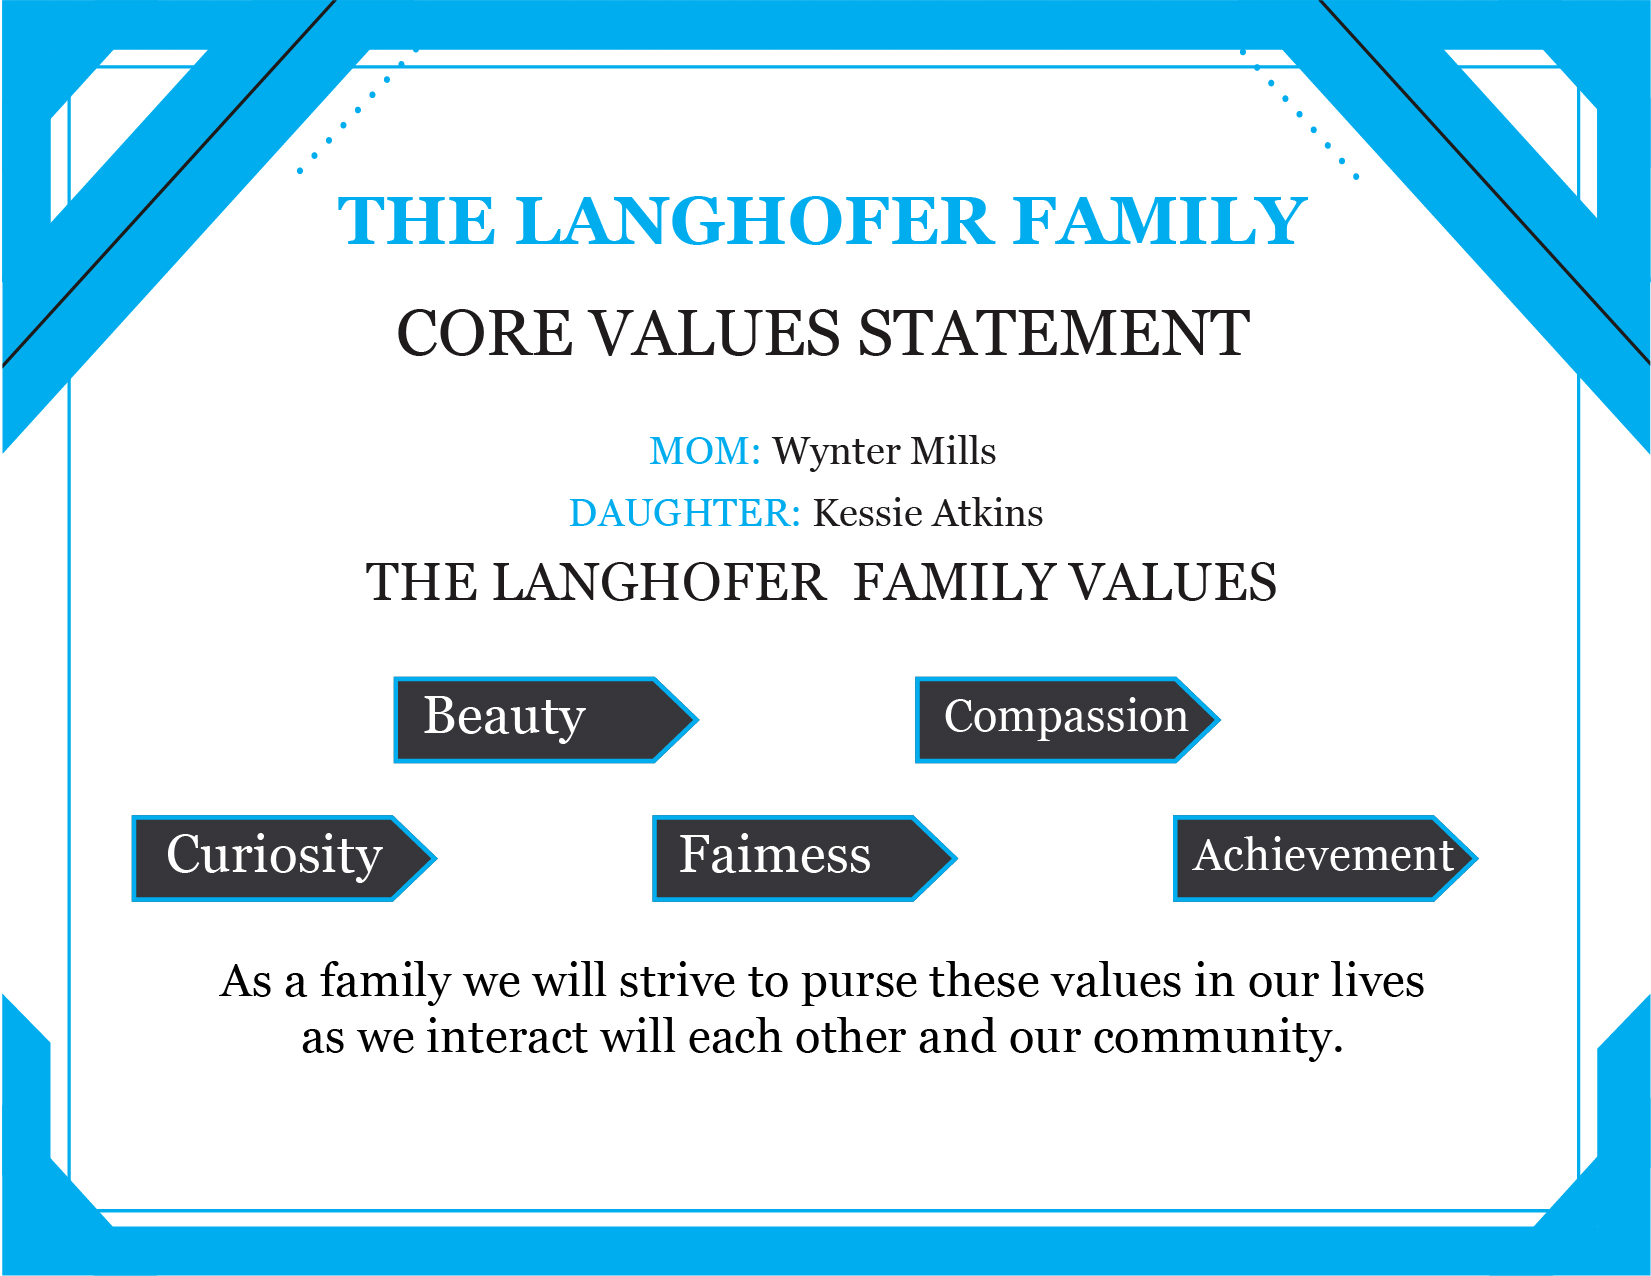 THE LANGHOFER FAMILY
CORE VALUES STATEMENT
MOM: Wynter Mills
DAUGHTER: Kessie Atkins
THE LANGHOFER FAMILY VALUES
Beauty
Compassion
Curiosity
Faimess
Achievement
As a family we will strive to purse these values in our lives
as we interact will each other and our community.